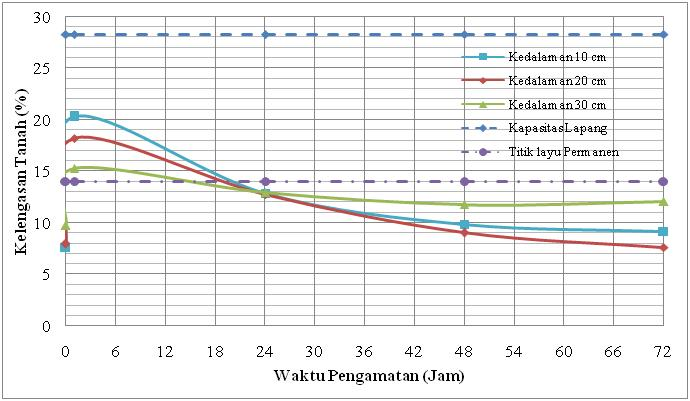 30
25
20
15
10
5
0
Kelengasan Tanah (%)
Kedalaman 10 cm
Kedalaman 20 cm
Kedalaman 30 cm
Kapasitas Lapang
Titik layu Permanen
0 6 12 18 24 30 36 42 48 54 60 66 72
Waktu Pengamatan (Jam)